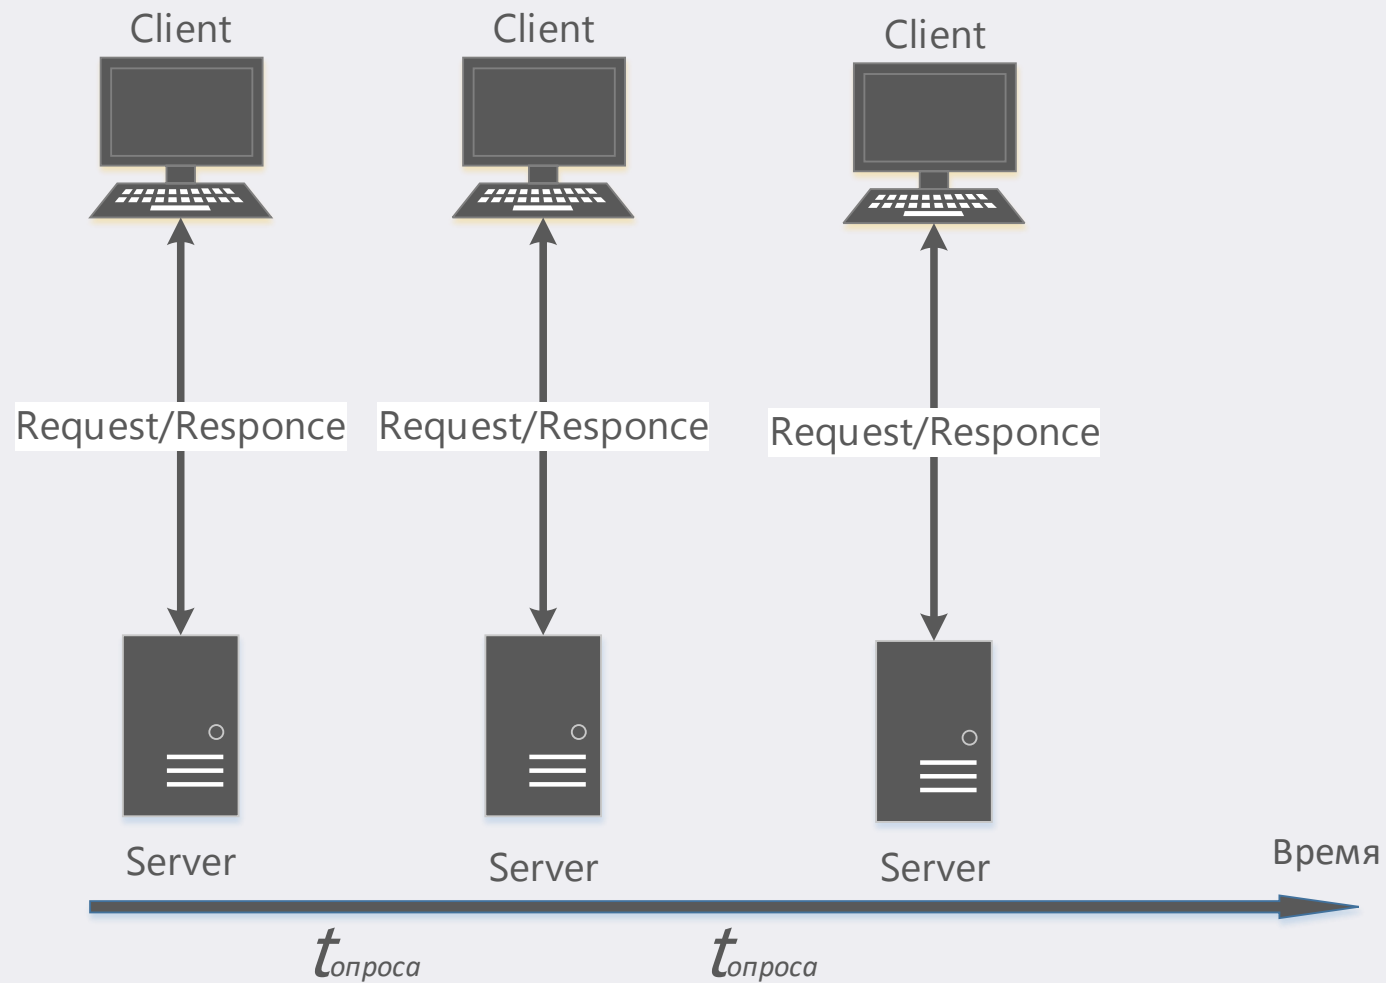 Client
Client
Client
Request/Responce
Request/Responce
Request/Responce
Server
Server
Server
Время
tопроса
tопроса